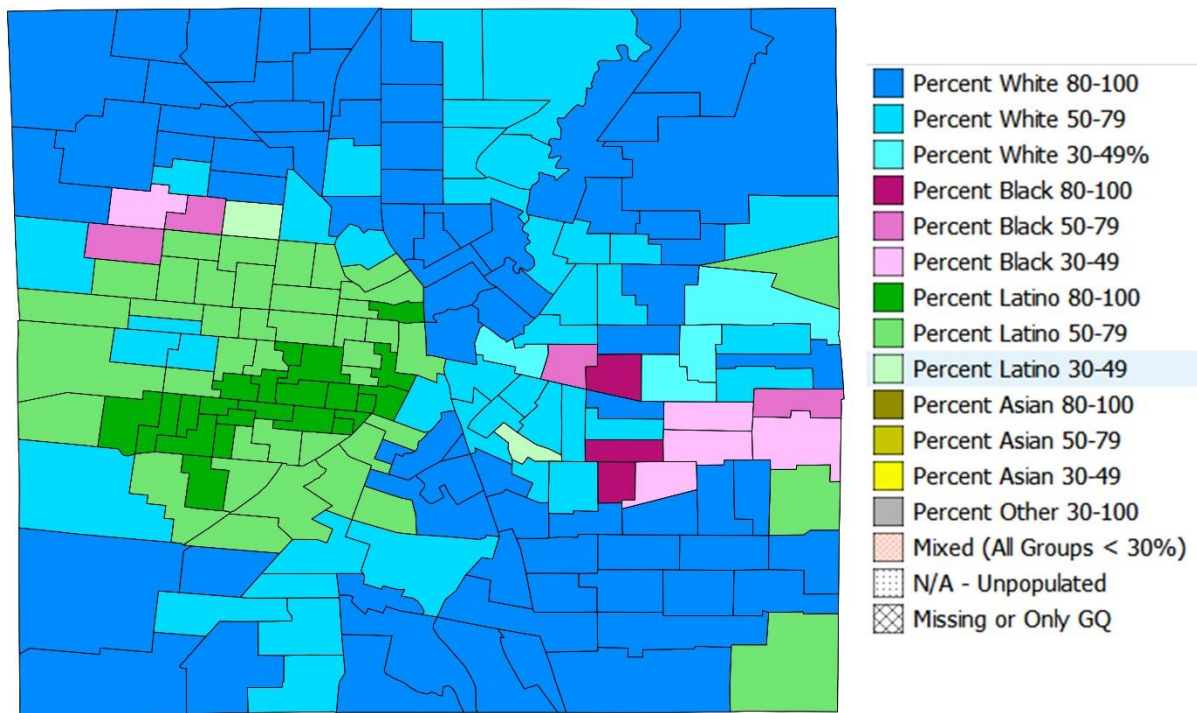 Percent White 80-100
Percent White 50-79
Percent White 30-49%
Percent Black 80-100
Percent Black 50-79
Percent Black 30-49
Percent Latino 80-100
Percent Latino 50-79
Percent Latino 30-49
Percent Asian 80-100
Percent Asian 50-79
Percent Asian 30-49
Percent Other 30-100
Mixed (All Groups < 30%)
N/A - Unpopulated
Missing or Only GQ